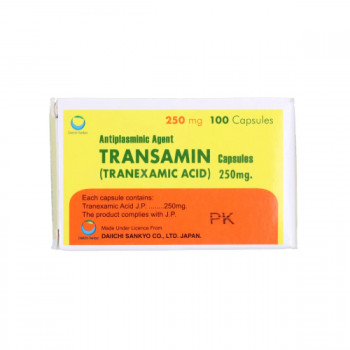 250 mg 100 Capsules
Antiplasminic Agent
TRANSAMIN Capsules
(TRANEXAMIC ACID) 250mg.
Each capsule contains:
Tranexamic Acid J.P. .......250mg.
The product complies with J.P.
PK
Made Under Licence From
DAIICHI SANKYO CO., LTD. JAPAN.